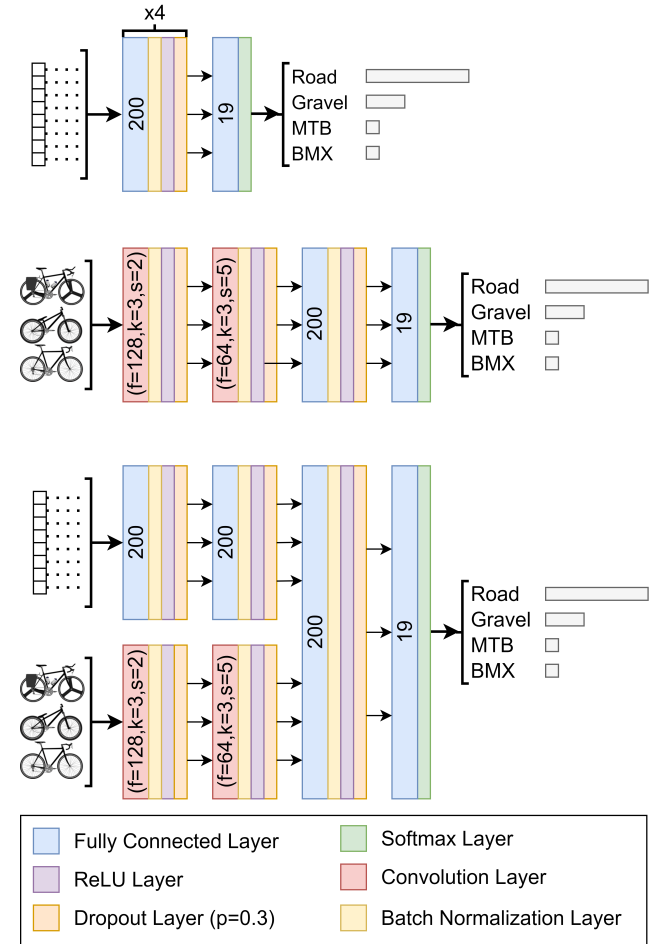 x4
200
19
Road
Gravel
MTB
BMX
(f=128,k=3,s=2)
(f=64,k=3,s=5)
200
19
Road
Gravel
MTB
BMX
200
200
(f=128,k=3,s=2)
(f=64,k=3,s=5)
200
19
Road
Gravel
MTB
BMX
Fully Connected Layer
Softmax Layer
ReLU Layer
Convolution Layer
Dropout Layer (p=0.3)
Batch Normalization Layer